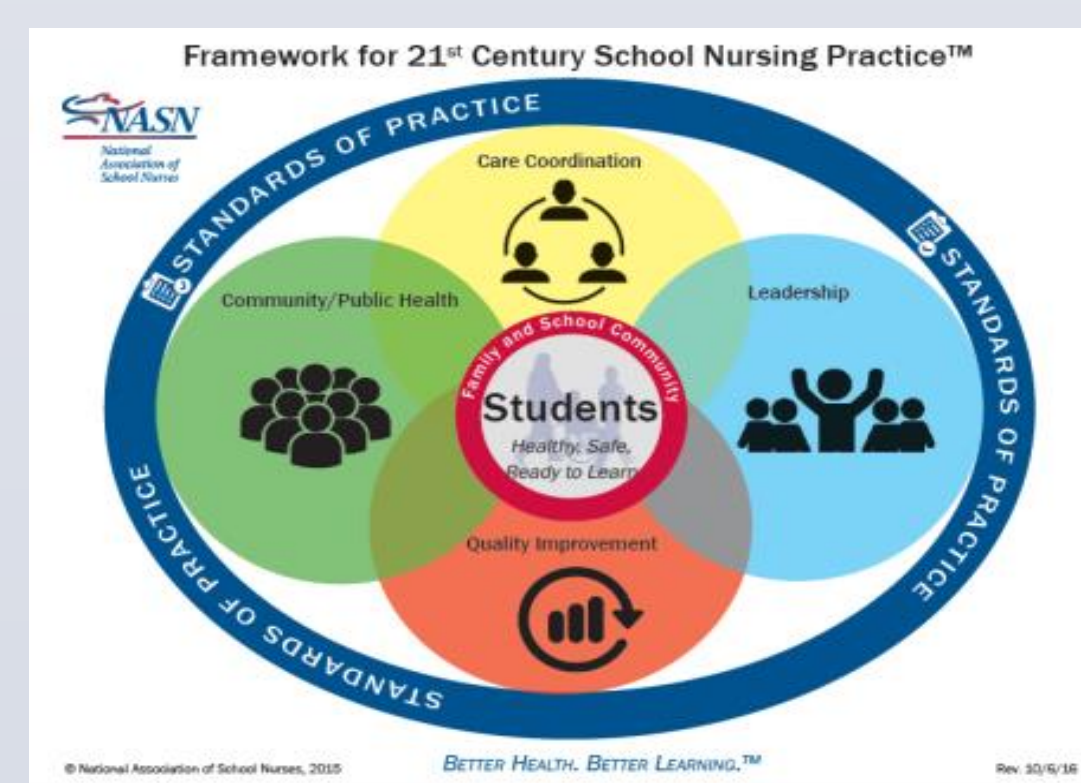 Framework for 21st Century School Nursing Practice™
NASN
National
Association of
School Nurses
STANDARDS OF PRACTICE
STANDARDS OF PRACTICE
STANDARDS OF PRACTICE
Care Coordination
Community/Public Health
Leadership
Family and School Community
Students
Healthy, Safe,
Ready to Learn
Quality Improvement
© National Association of School Nurses, 2015
BETTER HEALTH. BETTER LEARNING.™
Rev. 10/6/16